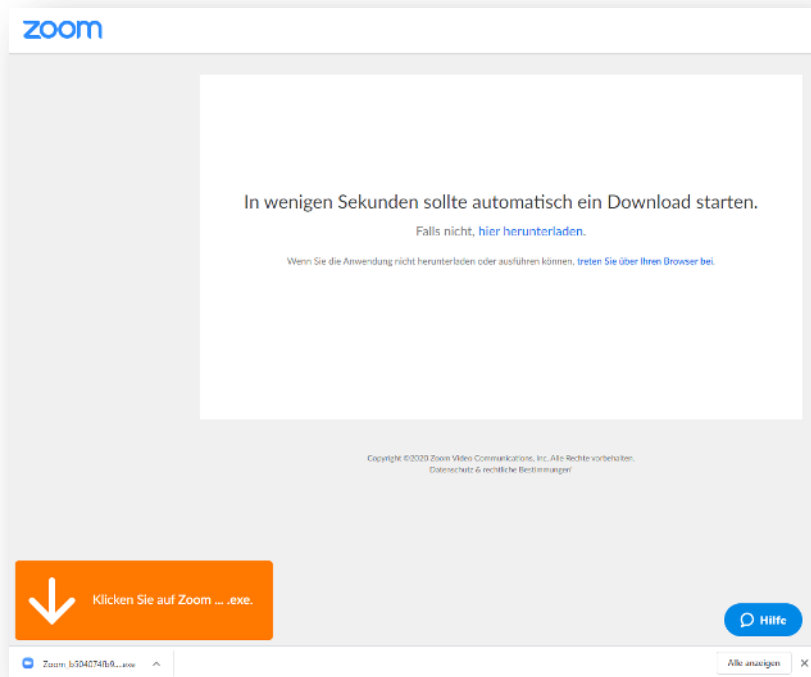 zoom
In wenigen Sekunden sollte automatisch ein Download starten.
Falls nicht, hier herunterladen.
Wenn Sie die Anwendung nicht herunterladen oder ausführen können, treten Sie über Ihren Browser bei.
Copyright ©2020 Zoom Video Communications, Inc. Alle Rechte vorbehalten.
Datenschutz & rechtliche Bestimmungen
Klicken Sie auf Zoom ... .exe.
Hilfe
Zoom_b504074fb9....exe
Alle anzeigen